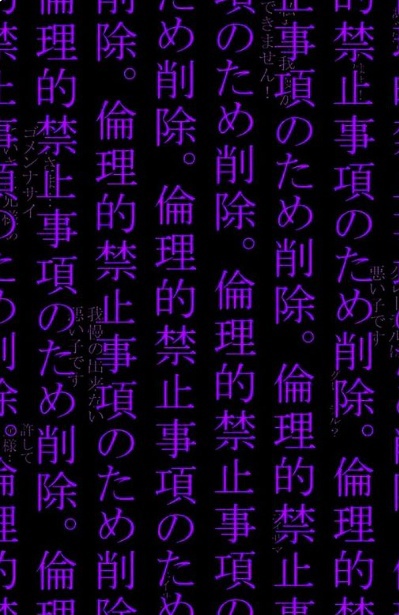 的禁止事項のため削除。倫理的禁
悪い子です
止事項のため削除。倫理的禁止事
できません！
項のため削除。倫理的禁止事項の
ため削除。倫理的禁止事項のため
削除。倫理的禁止事項のため削除
我慢の出来ない
悪い子です
倫理的禁止事項のため削除。倫理
ゴメンナサイ
許して
禁止事項のため削除。倫理的